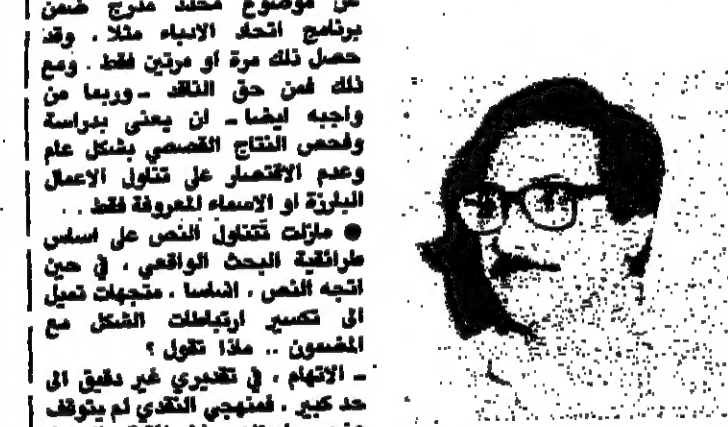 عن موضوع محدد مدرج ضمن
برنامج اتحاد الادباء مثلا . وقد
حصل ذلك مرة او مرتين فقط . ومع
ذلك فمن حق الناقد - وربما من
واجبه ايضا - ان يعنى بدراسة
وفحص النتاج القصصي بشكل عام
وعدم الاقتصار على تناول الاعمال
البارزة او الاسماء المعروفة فقط . .
● مازلت تتناول النص على اساس
طرائقية البحث الواقعي ، في حين
اتجه النص ، اساسا ، متجهات تميل
الى تكسير ارتباطات الشكل مع
المضمون .. ماذا تقول ؟
- الاتهام ، في تقديري غير دقيق الى
حد كبير ، فمنهجي النقدي لم يتوقف